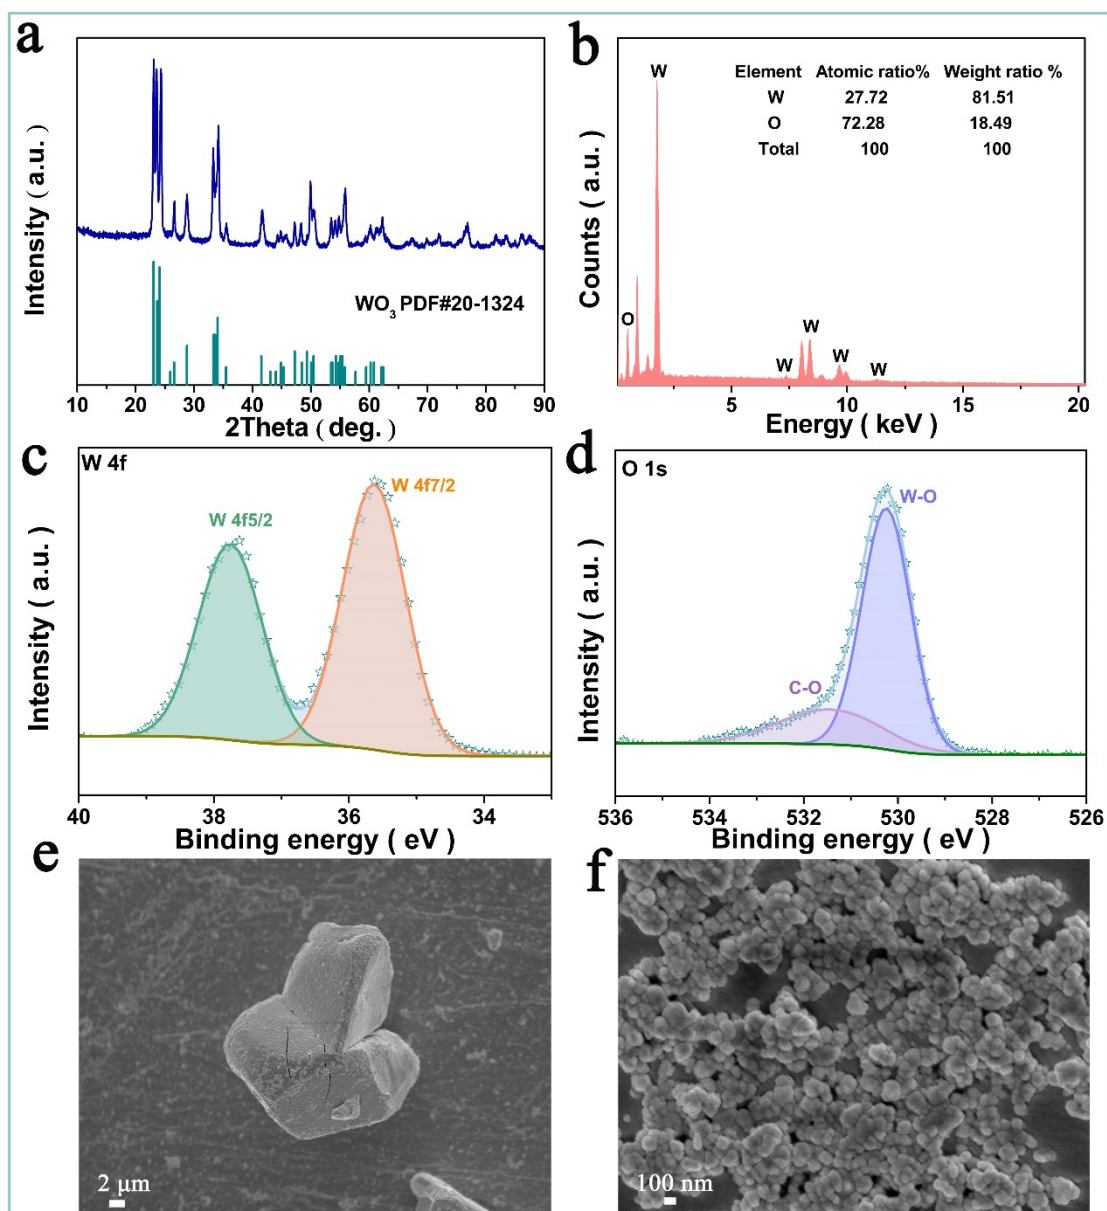 a
Intensity ( a.u. )
WO3 PDF#20-1324
10 20 30 40 50 60 70 80 90
2Theta ( deg. )
b
Counts ( a.u. )
Element Atomic ratio% Weight ratio %
W 27.72 81.51
O 72.28 18.49
Total 100 100
W
O
W
W
W
W
5 10 15 20
Energy ( keV )
c
W 4f
Intensity ( a.u. )
W 4f5/2
W 4f7/2
40 38 36 34
Binding energy ( eV )
d
O 1s
Intensity ( a.u. )
W-O
C-O
536 534 532 530 528 526
Binding energy ( eV )
e
2 μm
f
100 nm